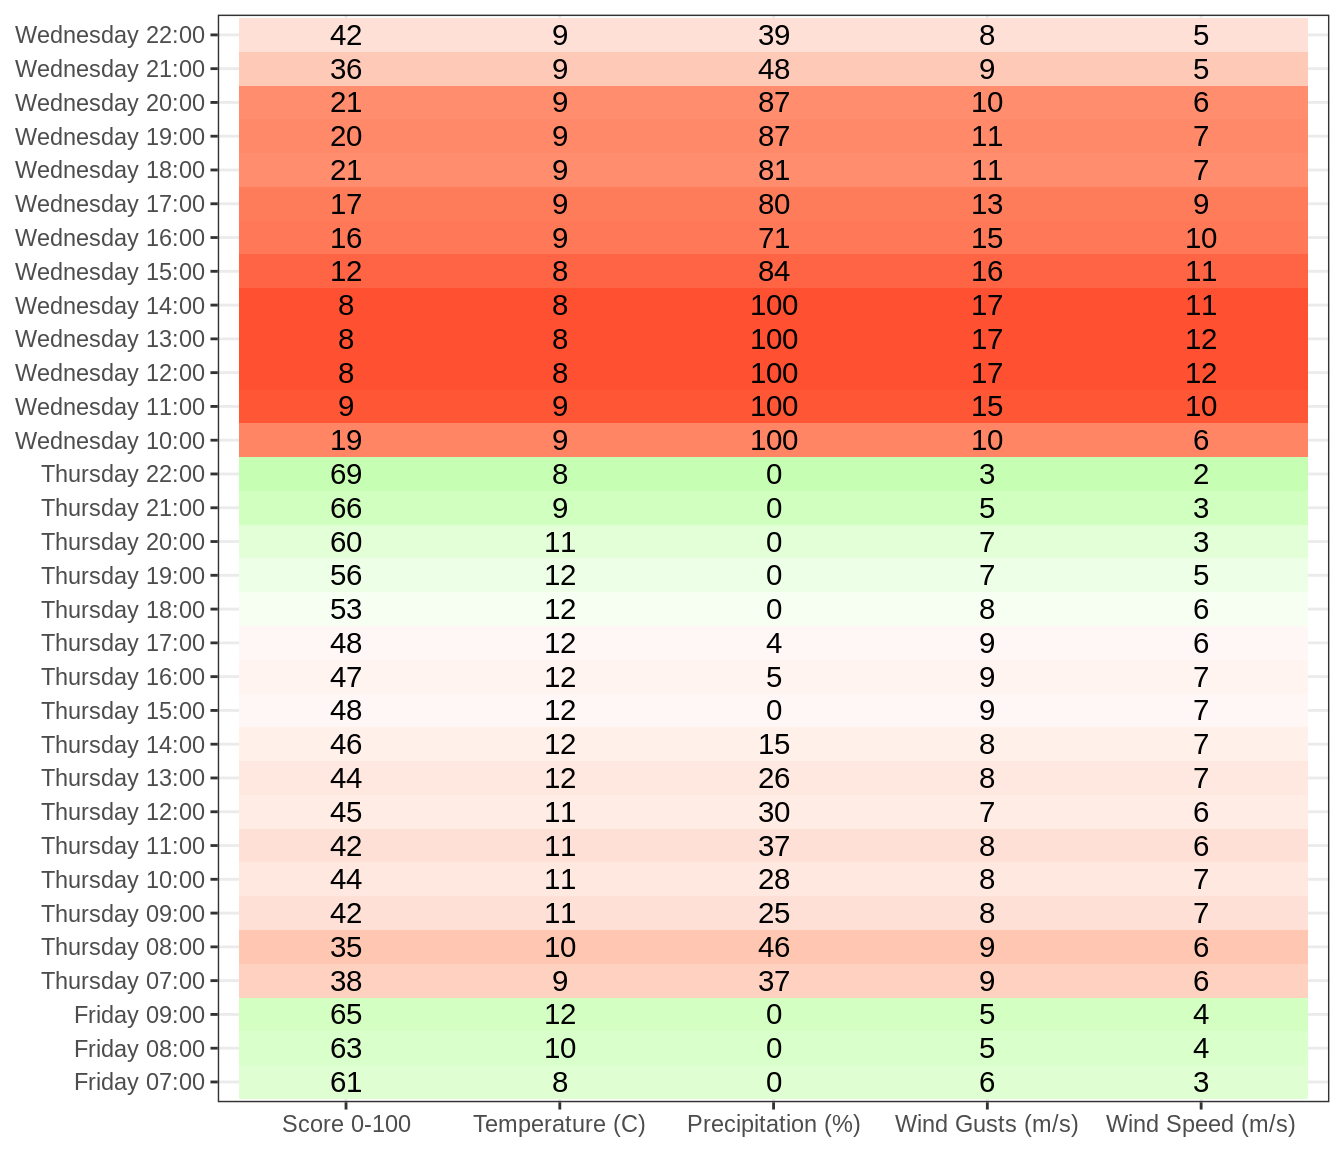 Wednesday 22:00 42 9 39 8 5
Wednesday 21:00 36 9 48 9 5
Wednesday 20:00 21 9 87 10 6
Wednesday 19:00 20 9 87 11 7
Wednesday 18:00 21 9 81 11 7
Wednesday 17:00 17 9 80 13 9
Wednesday 16:00 16 9 71 15 10
Wednesday 15:00 12 8 84 16 11
Wednesday 14:00 8 8 100 17 11
Wednesday 13:00 8 8 100 17 12
Wednesday 12:00 8 8 100 17 12
Wednesday 11:00 9 9 100 15 10
Wednesday 10:00 19 9 100 10 6
Thursday 22:00 69 8 0 3 2
Thursday 21:00 66 9 0 5 3
Thursday 20:00 60 11 0 7 3
Thursday 19:00 56 12 0 7 5
Thursday 18:00 53 12 0 8 6
Thursday 17:00 48 12 4 9 6
Thursday 16:00 47 12 5 9 7
Thursday 15:00 48 12 0 9 7
Thursday 14:00 46 12 15 8 7
Thursday 13:00 44 12 26 8 7
Thursday 12:00 45 11 30 7 6
Thursday 11:00 42 11 37 8 6
Thursday 10:00 44 11 28 8 7
Thursday 09:00 42 11 25 8 7
Thursday 08:00 35 10 46 9 6
Thursday 07:00 38 9 37 9 6
Friday 09:00 65 12 0 5 4
Friday 08:00 63 10 0 5 4
Friday 07:00 61 8 0 6 3
Score 0-100 Temperature (C) Precipitation (%) Wind Gusts (m/s) Wind Speed (m/s)